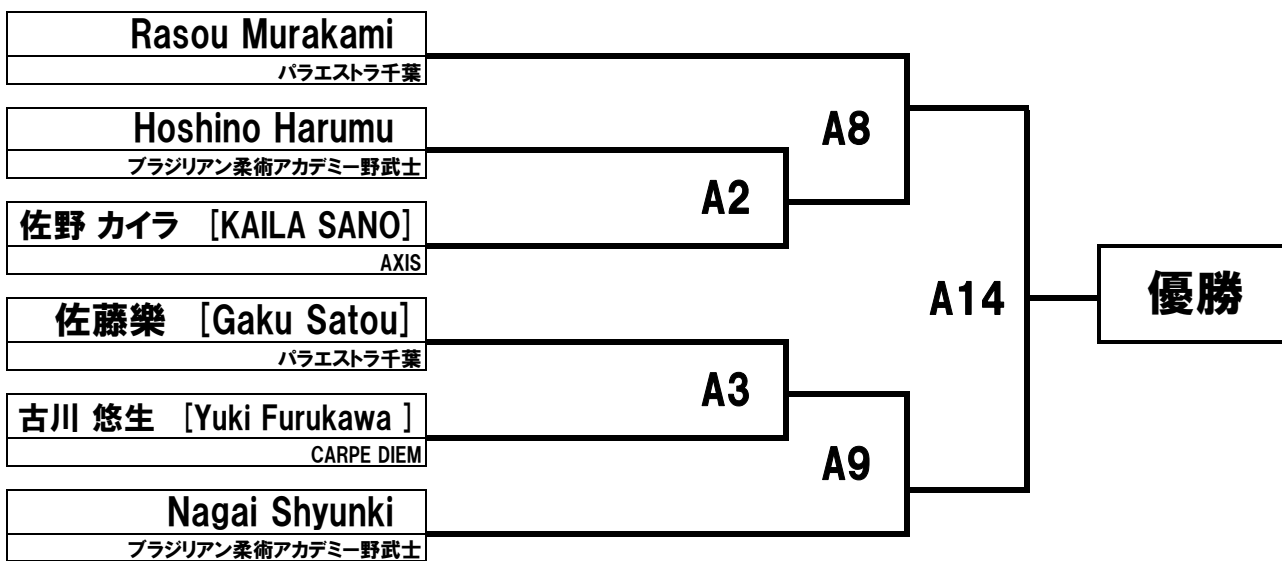 Rasou Murakami
パラエストラ千葉
Hoshino Harumu
ブラジリアン柔術アカデミー野武士
佐野 カイラ [KAILA SANO]
AXIS
佐藤樂 [Gaku Satou]
パラエストラ千葉
古川 悠生 [Yuki Furukawa ]
CARPE DIEM
Nagai Shyunki
ブラジリアン柔術アカデミー野武士
A8
A2
A14
優勝
A3
A9